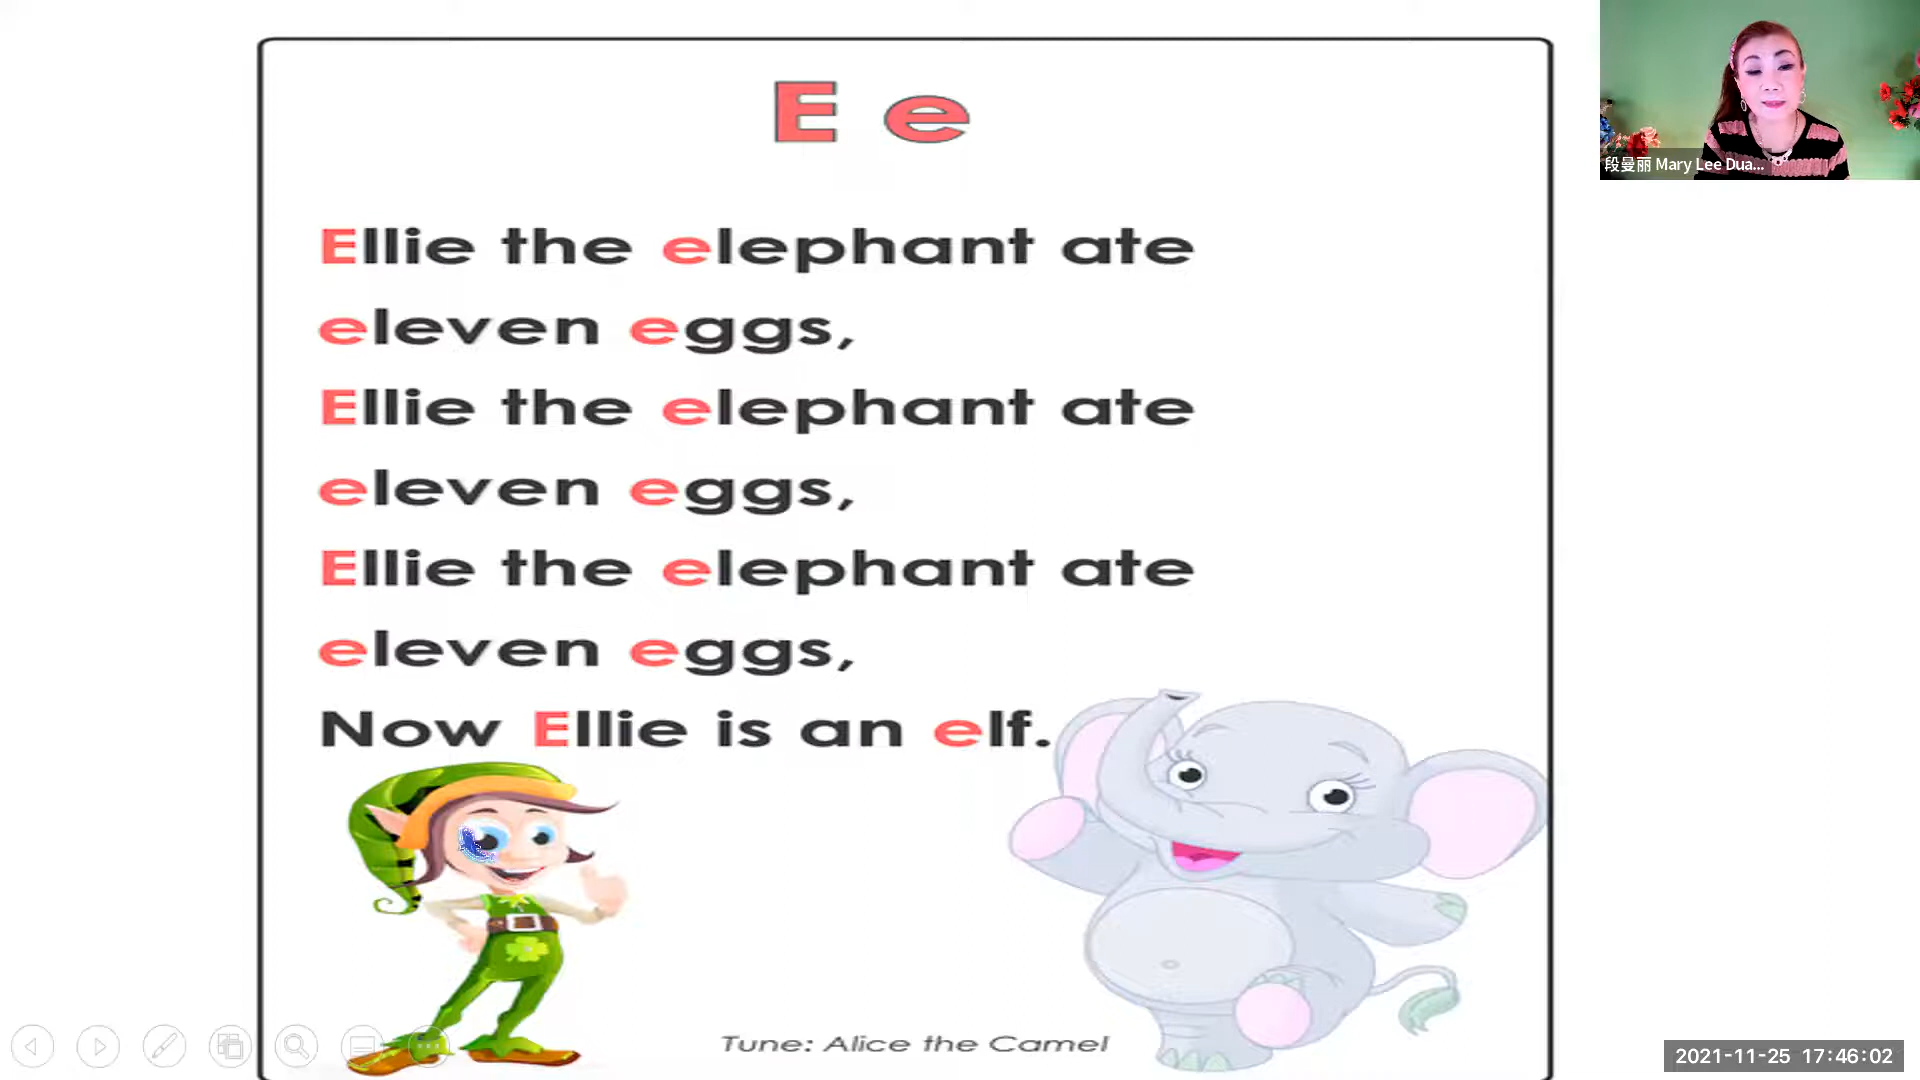 E e
Ellie the elephant ate
eleven eggs,
Ellie the elephant ate
eleven eggs,
Ellie the elephant ate
eleven eggs,
Now Ellie is an elf.
Tune: Alice the Camel
段曼丽 Mary Lee Dua...
2021-11-25 17:46:02